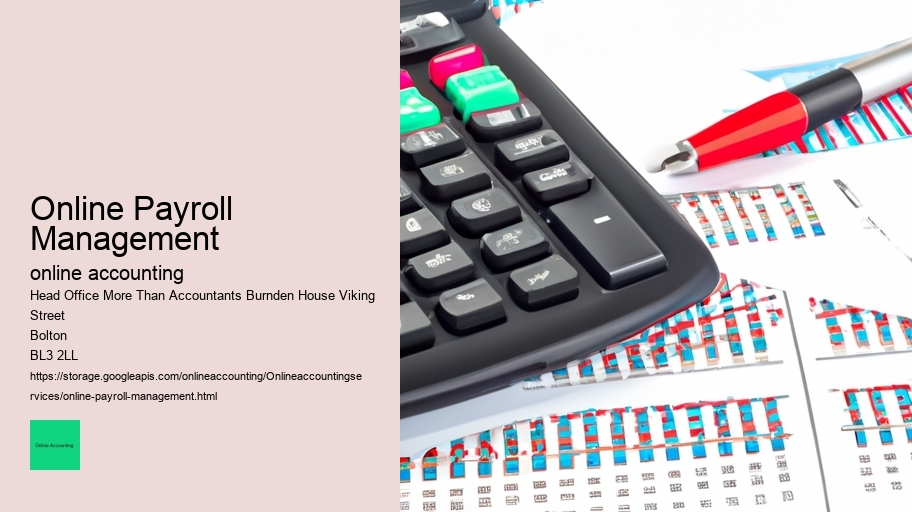 Online Payroll
Management
online accounting
Head Office More Than Accountants Burnden House Viking
Street
Bolton
BL3 2LL
https://storage.googleapis.com/onlineaccounting/Onlineaccountingse
rvices/online-payroll-management.html
Online Accounting